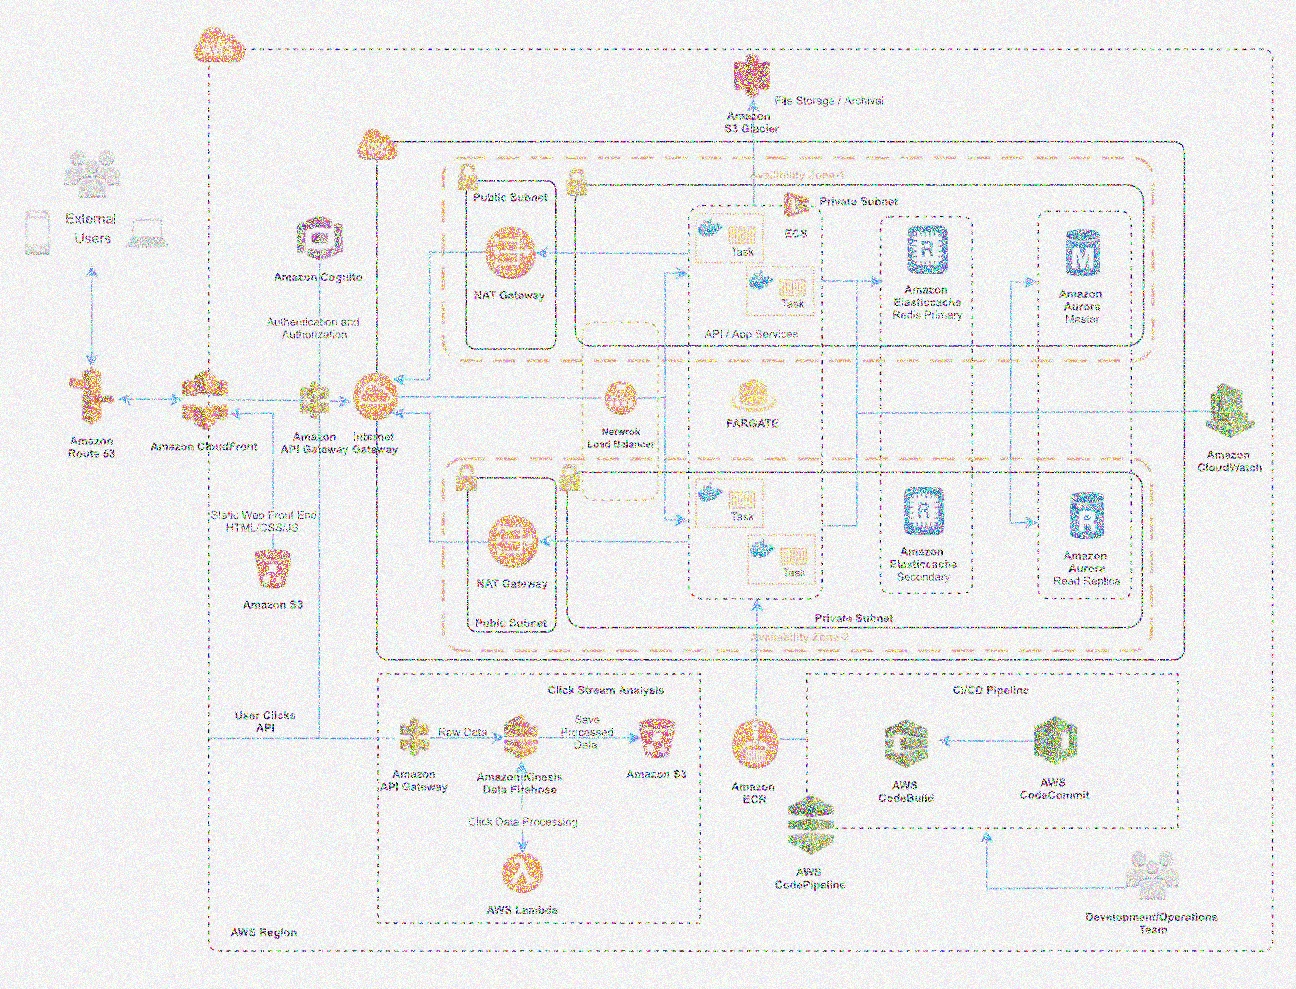 AWS
File Storage / Archival
Amazon
S3 Glacier
Availibility Zone-1
Public Subnet
Private Subnet
External
Users
ECS
Task
Task
Amazon Cognito
NAT Gateway
Amazon
Elasticcache
Redis Primary
Amazon
Aurora
Master
Authentication and
Authorization
API / App Services
Amazon
Route 53
Amazon CloudFront
Amazon
API Gateway
Internet
Gateway
Netwrok
Load Balancer
FARGATE
Amazon
CloudWatch
Static Web Front End
HTML/CSS/JS
Task
Task
Amazon S3
NAT Gateway
Amazon
Elasticcache
Secondary
Amazon
Aurora
Read Replica
Public Subnet
Private Subnet
Availability Zone-2
Click Stream Analysis
CI/CD Pipeline
User Clicks
API
Raw Data
Save
Processed
Data
Amazon
API Gateway
Amazon Kinesis
Data Firehose
Amazon S3
Amazon
ECR
AWS
CodeBuild
AWS
CodeCommit
Click Data Processing
AWS
CodePipeline
AWS Lambda
Development/Operations
Team
AWS Region